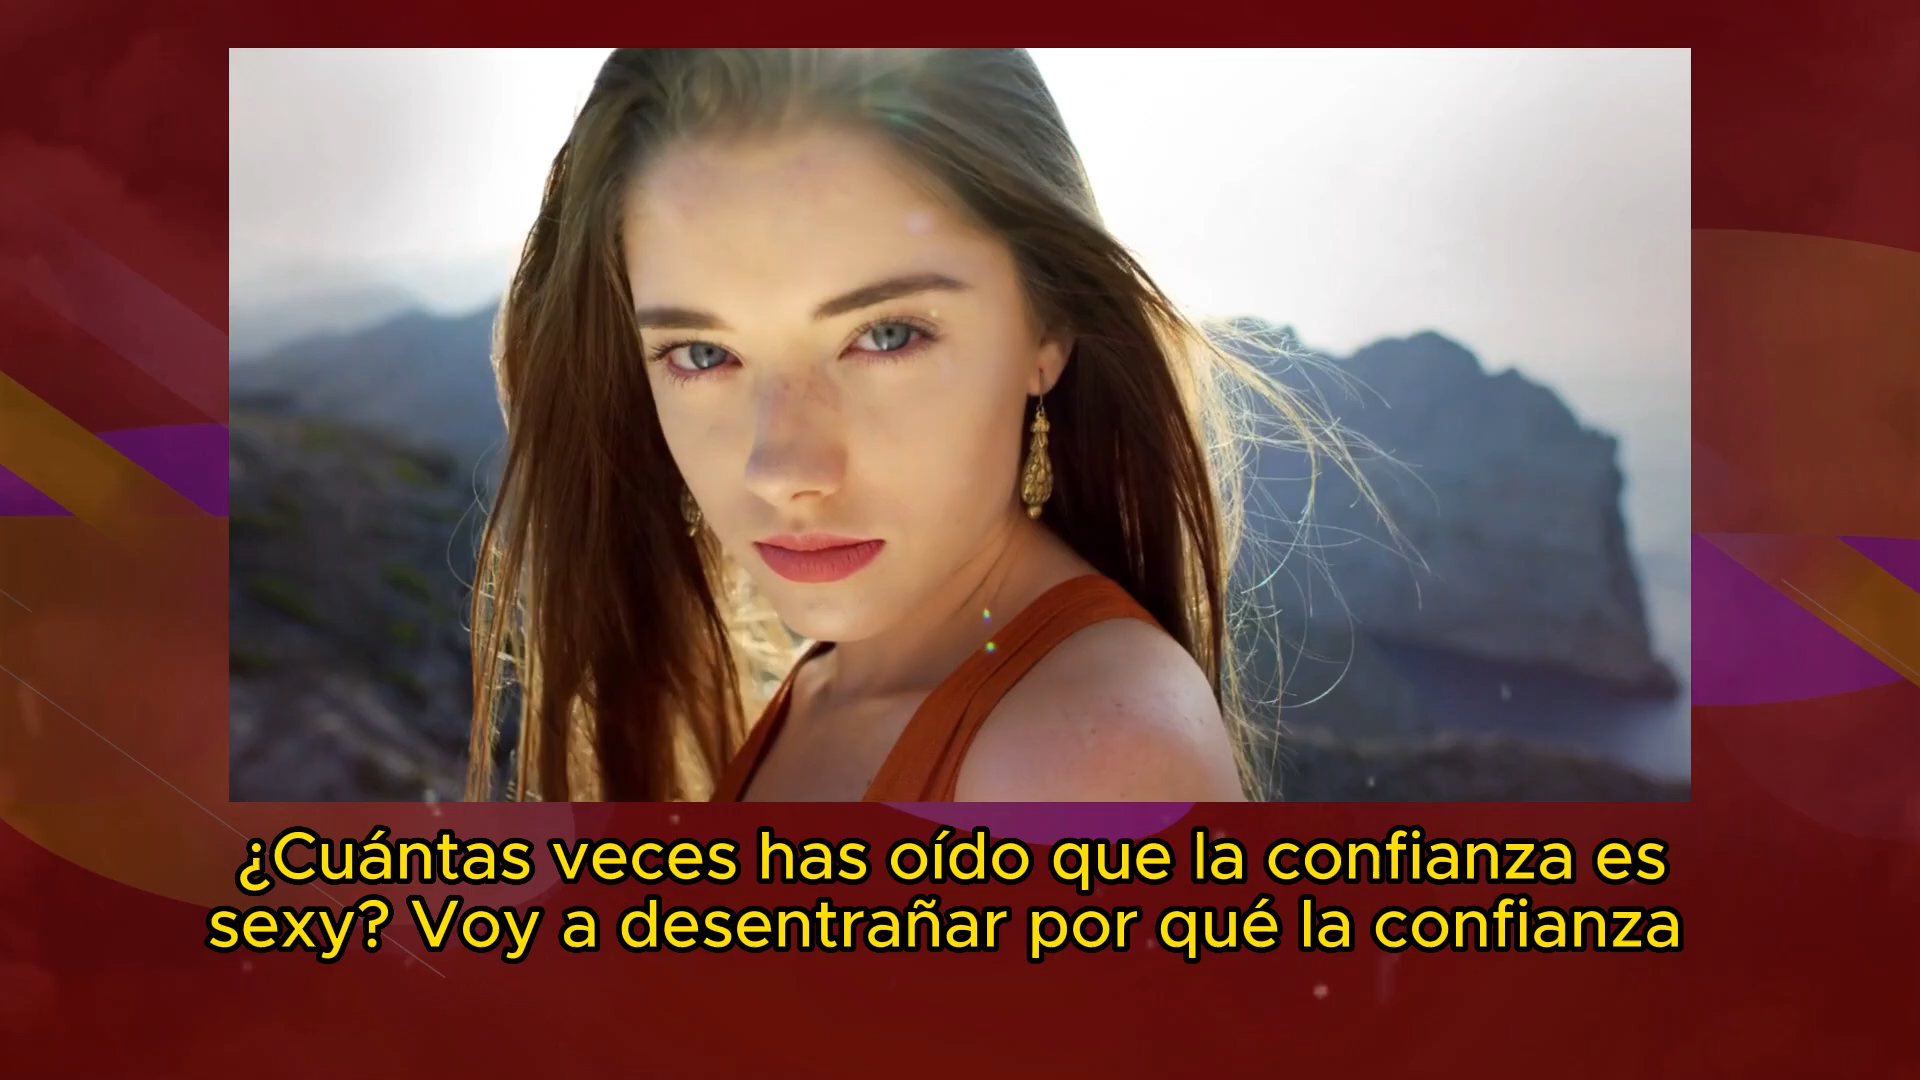 ¿Cuántas veces has oído que la confianza es
sexy? Voy a desentrañar por qué la confianza